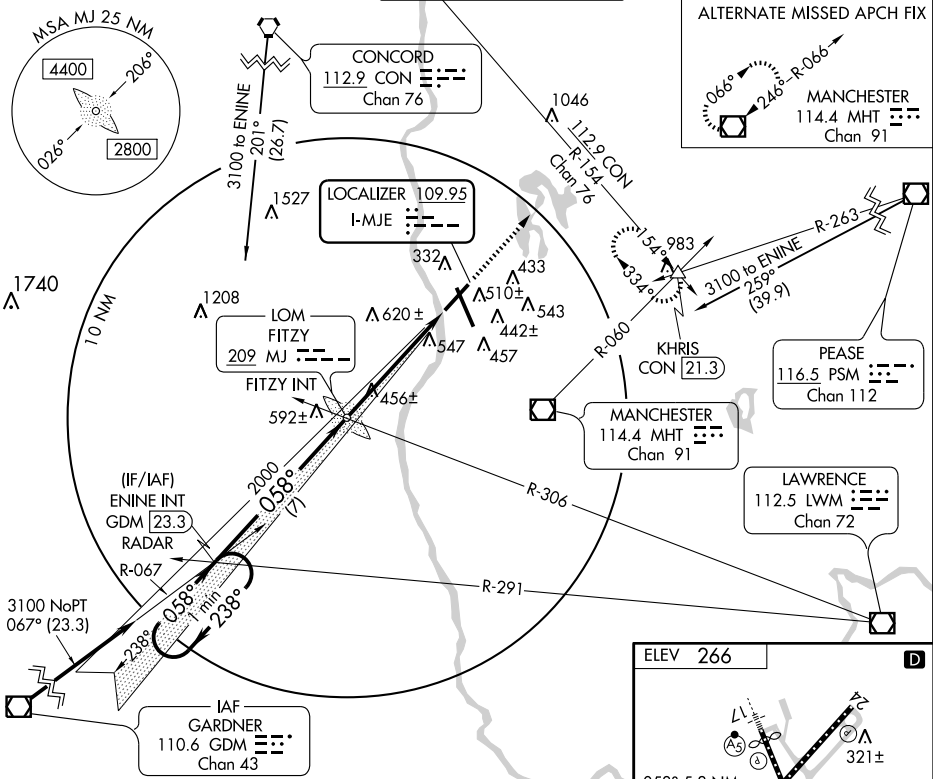 MSA MJ 25 NM
4400
206°
026°
2800
CONCORD
112.9 CON
Chan 76
3100 to ENINE
201°
(26.7)
1046
112.9 CON
R-154
Chan 76
ALTERNATE MISSED APCH FIX
066°
246°
R-066
MANCHESTER
114.4 MHT
Chan 91
1527
LOCALIZER 109.95
I-MJE
332
433
510±
543
442±
457
547
620 ±
1740
10 NM
1208
LOM
FITZY
209 MJ
FITZY INT
592±
456±
154°
334°
983
R-263
3100 to ENINE
259°
(39.9)
KHRIS
CON 21.3
R-060
PEASE
116.5 PSM
Chan 112
MANCHESTER
114.4 MHT
Chan 91
LAWRENCE
112.5 LWM
Chan 72
R-306
R-291
2000
058°
(7)
(IF/IAF)
ENINE INT
GDM 23.3
RADAR
R-067
3100 NoPT
067° (23.3)
058°
238°
1 min
238°
IAF
GARDNER
110.6 GDM
Chan 43
ELEV 266
D
17
24
A5
P
P
321±